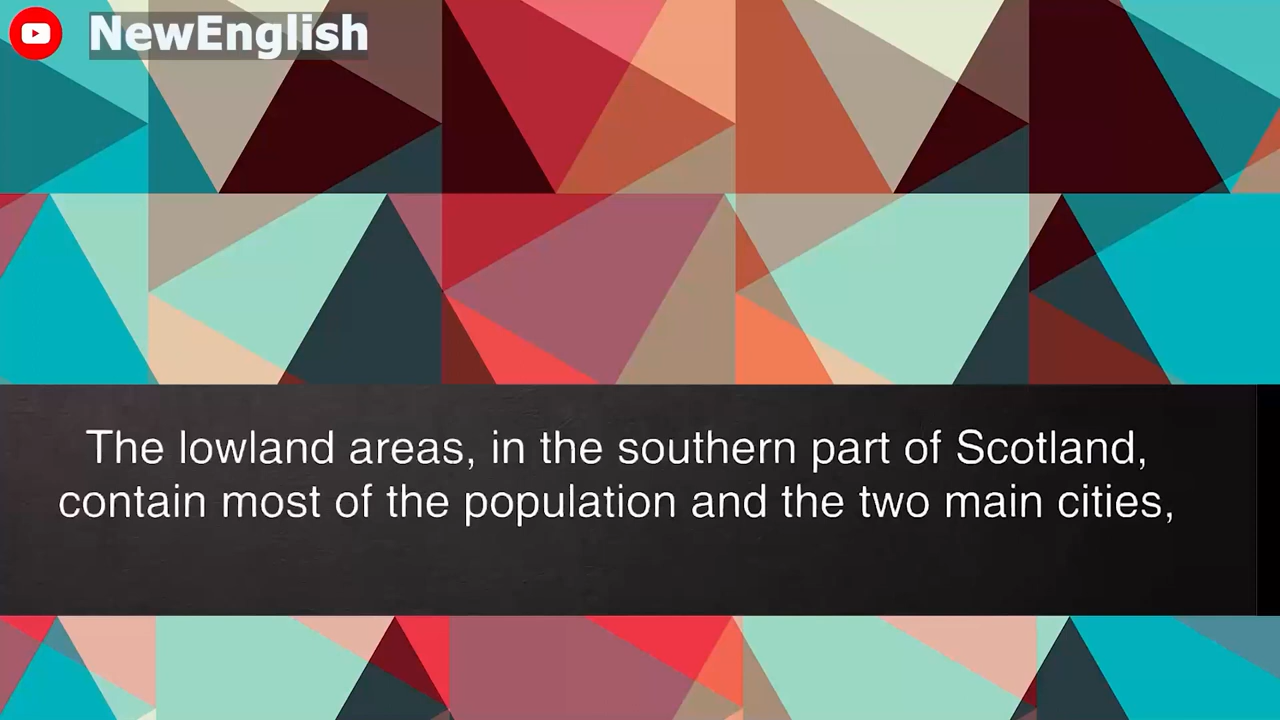 NewEnglish
The lowland areas, in the southern part of Scotland,
contain most of the population and the two main cities,